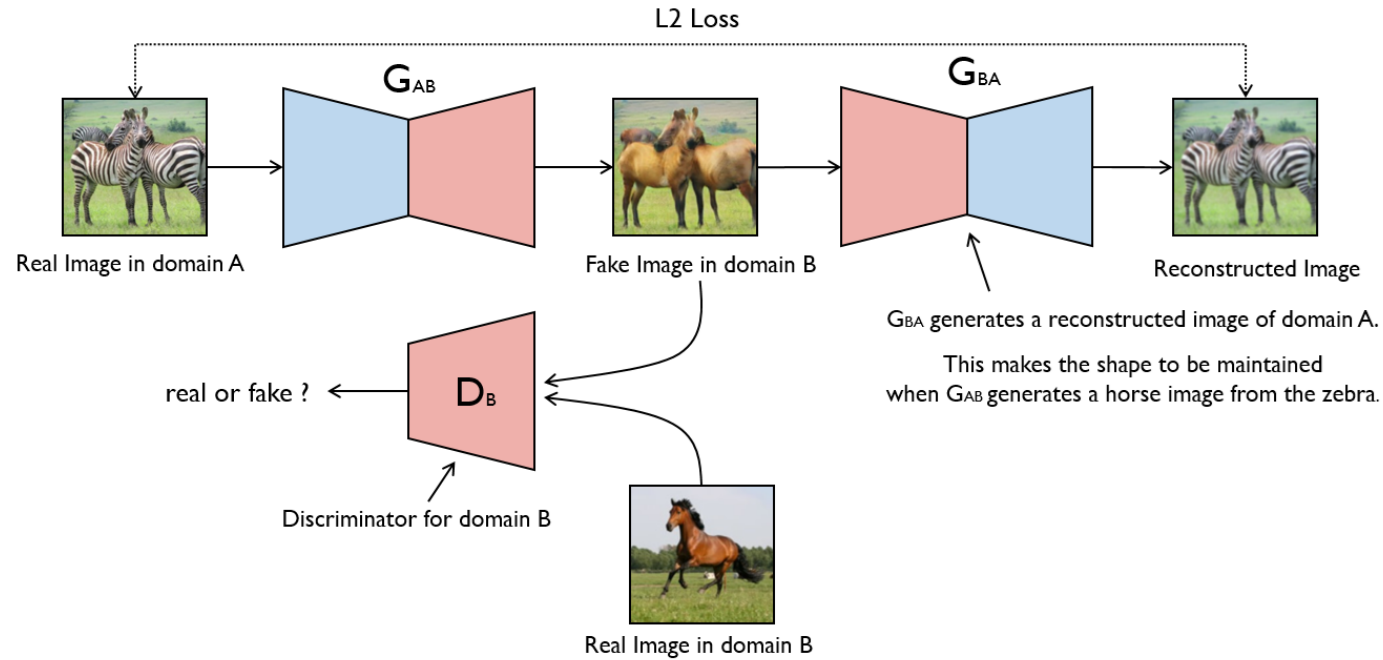 L2 Loss
GAB
GBA
Real Image in domain A
Fake Image in domain B
Reconstructed Image
GBA generates a reconstructed image of domain A.
This makes the shape to be maintained
when GAB generates a horse image from the zebra.
real or fake ?
DB
Discriminator for domain B
Real Image in domain B